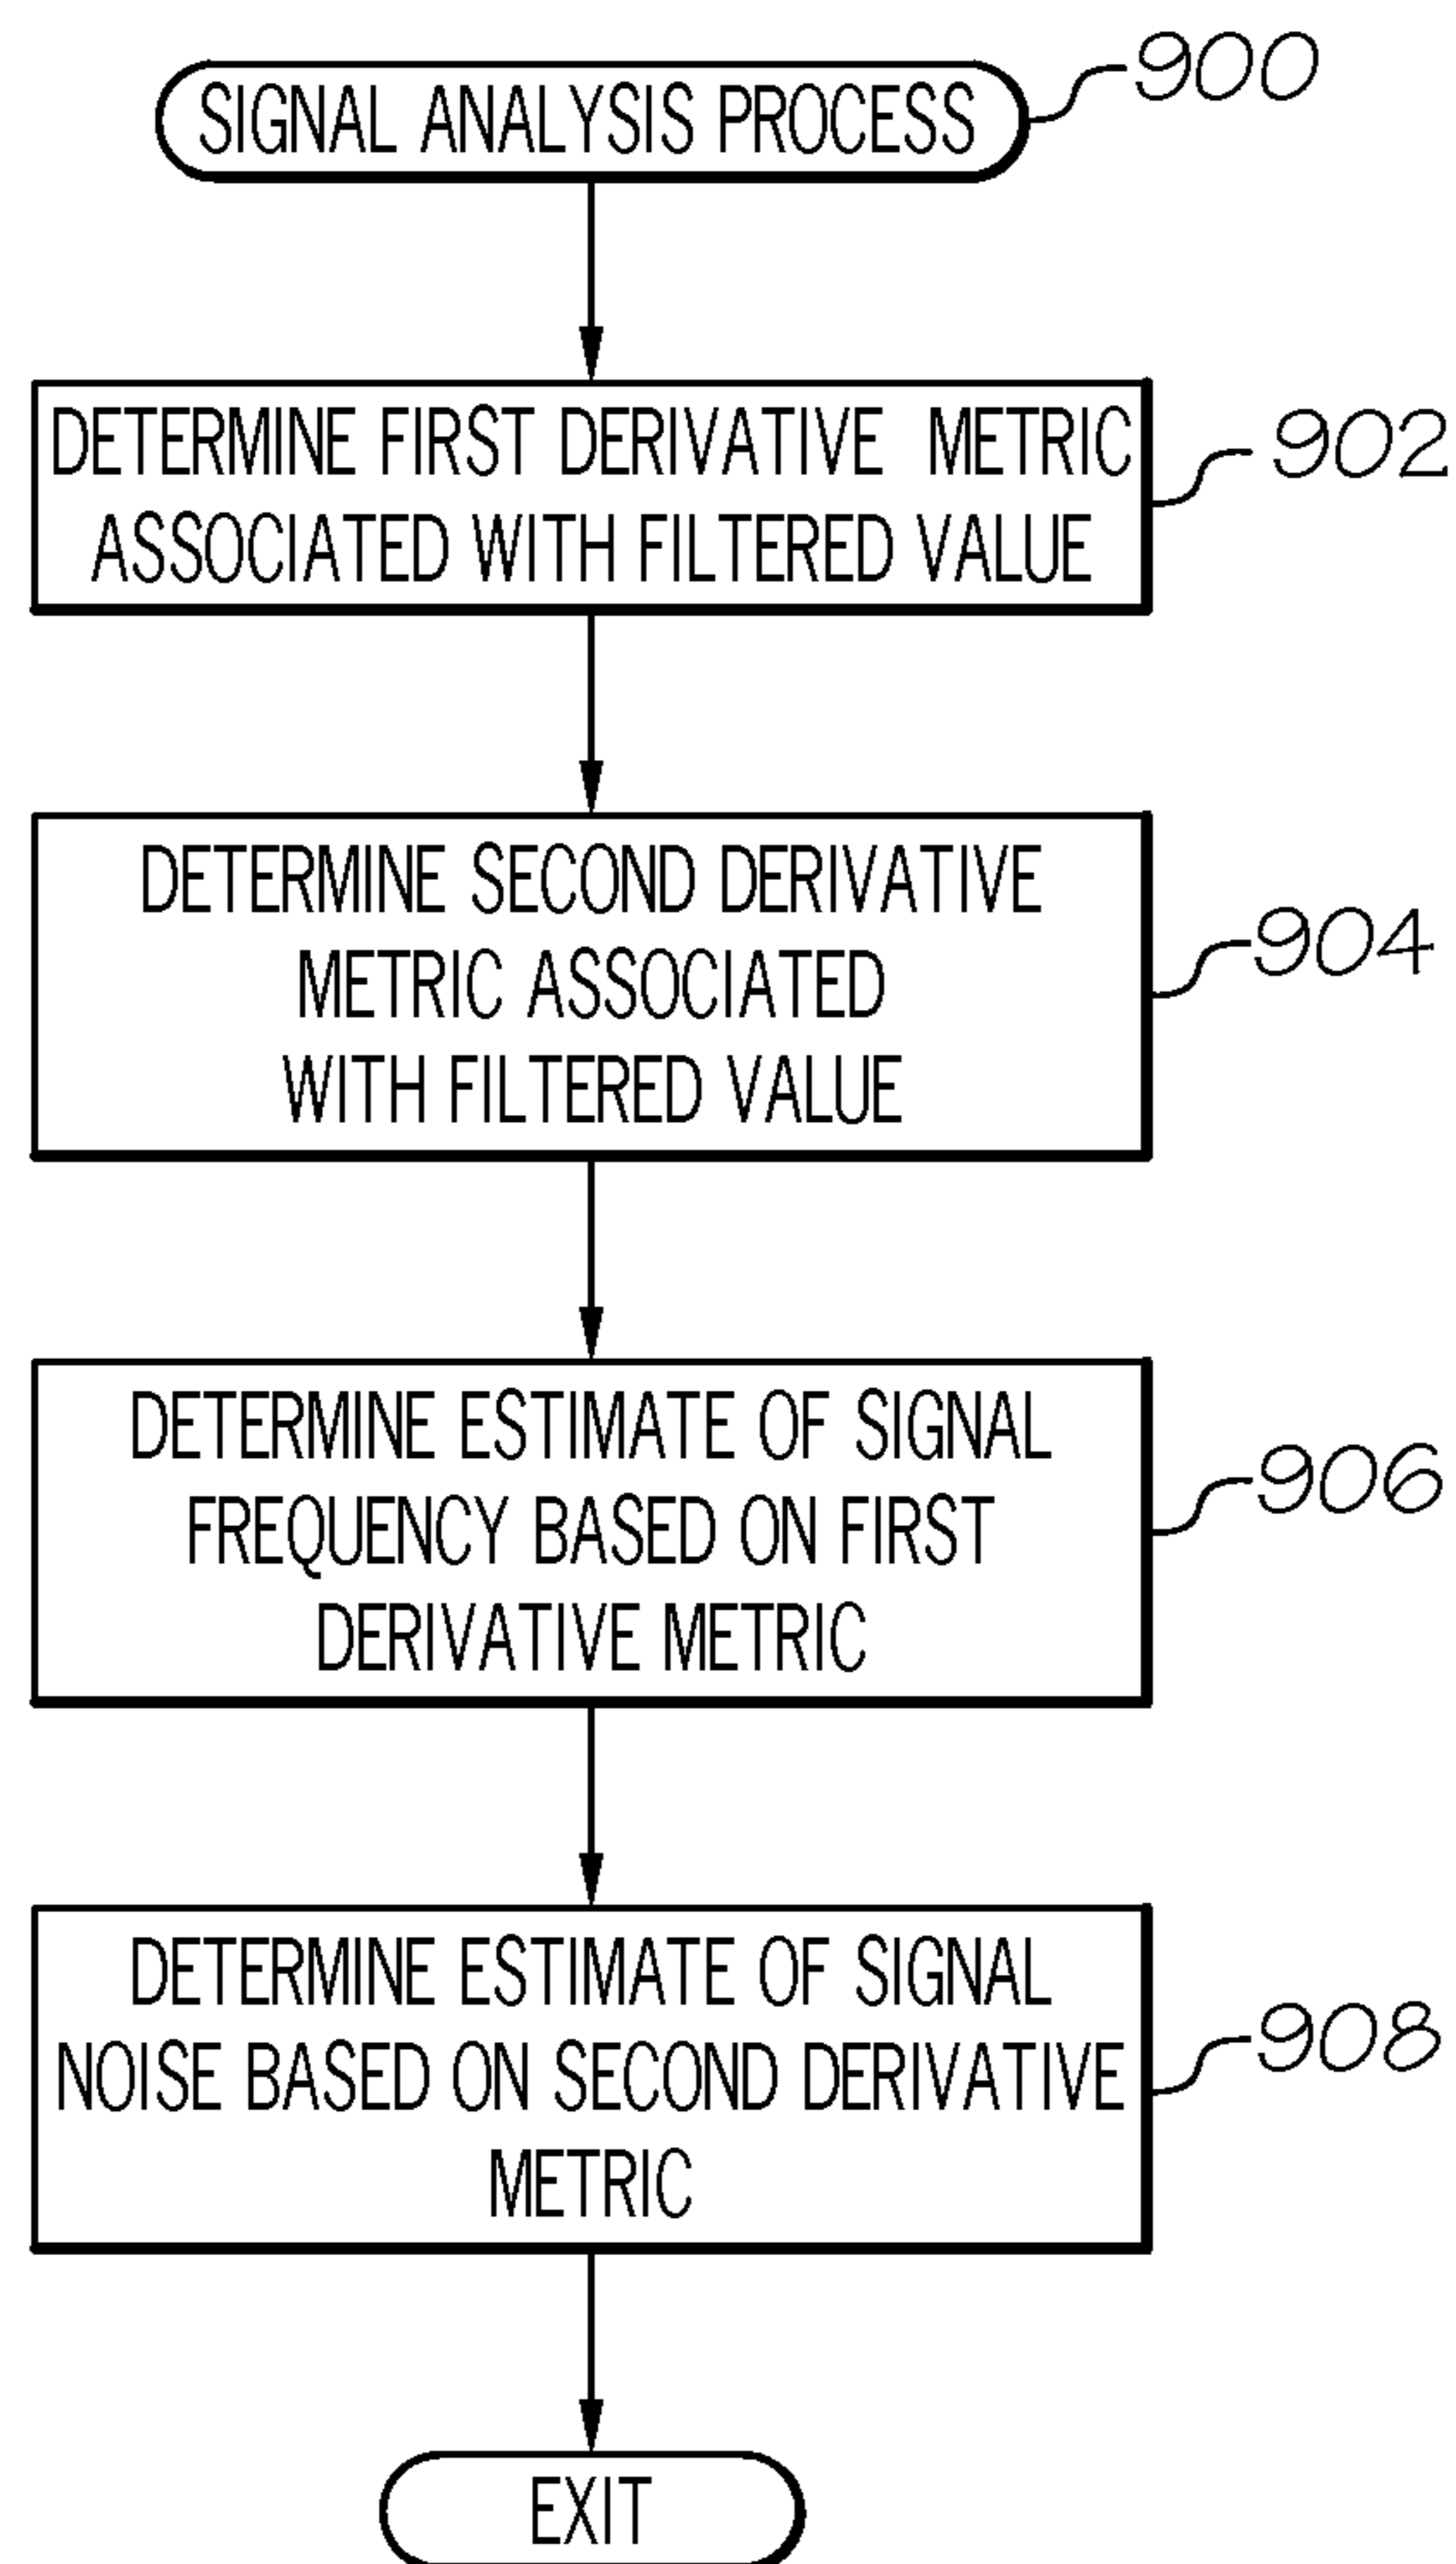 SIGNAL ANALYSIS PROCESS
900
DETERMINE FIRST DERIVATIVE METRIC
ASSOCIATED WITH FILTERED VALUE
902
DETERMINE SECOND DERIVATIVE
METRIC ASSOCIATED
WITH FILTERED VALUE
904
DETERMINE ESTIMATE OF SIGNAL
FREQUENCY BASED ON FIRST
DERIVATIVE METRIC
906
DETERMINE ESTIMATE OF SIGNAL
NOISE BASED ON SECOND DERIVATIVE
METRIC
908
EXIT